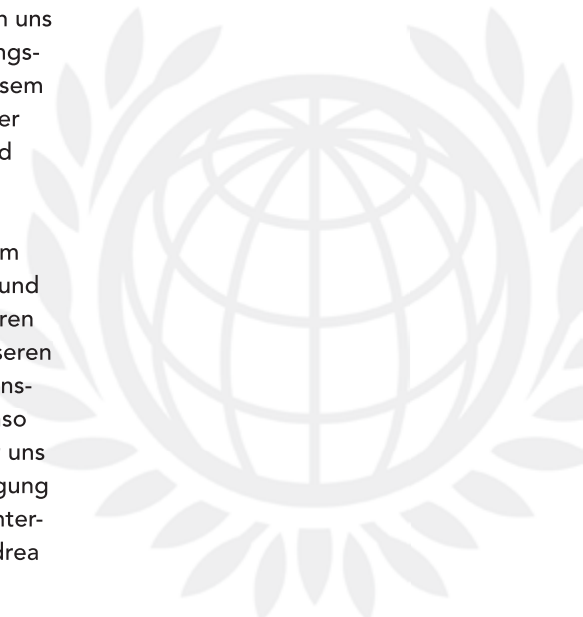 n uns
ngs-
sem
er
d
m
und
ren
seren
ns-
so
uns
gung
nter-
drea